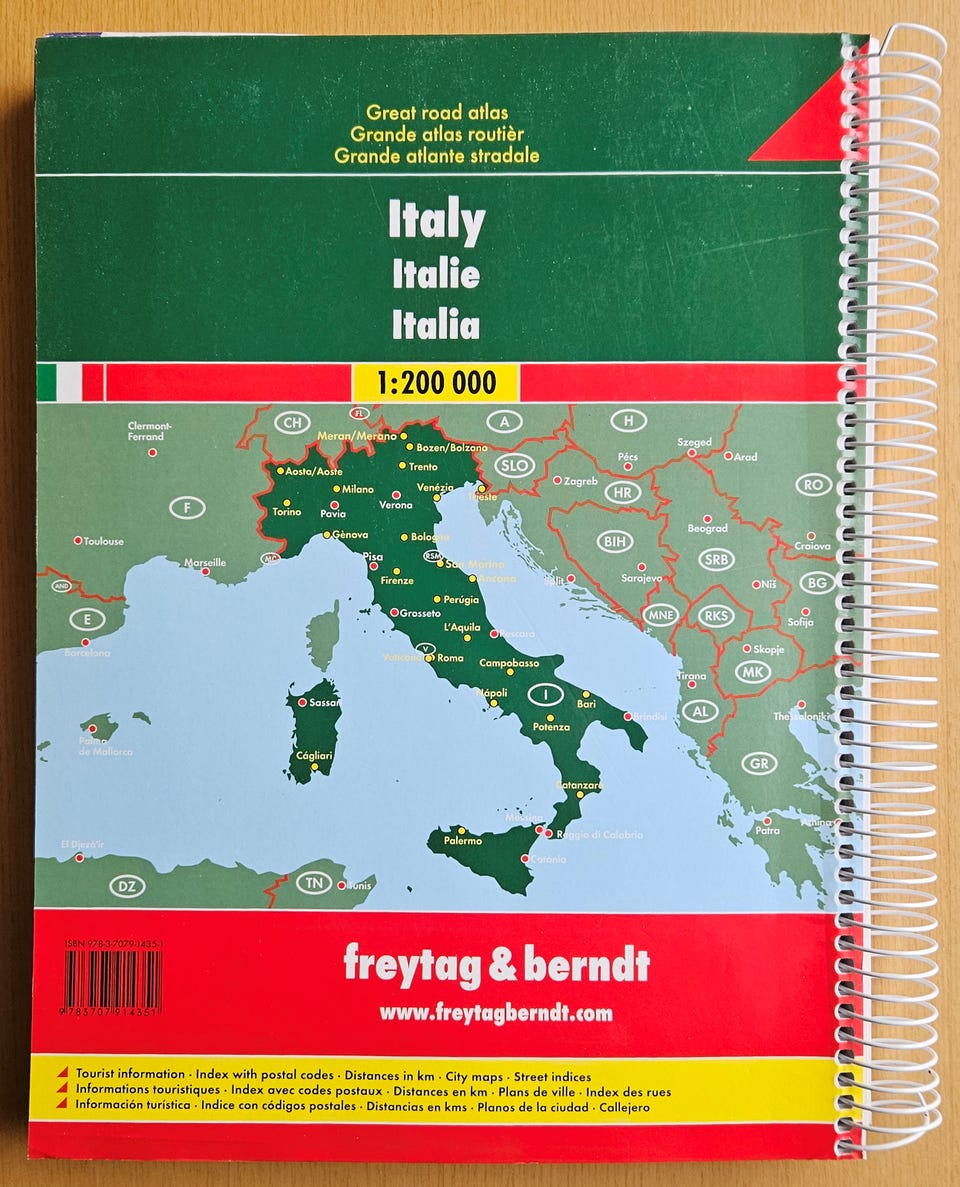 Great road atlas
Grande atlas routièr
Grande atlante stradale
Italy
Italie
Italia
1:200 000
CH
FL
A
H
Clermont-
Ferrand
Meran/Merano
Bozen/Bolzano
Szeged
Pécs
Arad
Aosta/Aoste
Trento
SLO
Zagreb
RO
Milano
Venézia
Trieste
HR
Torino
Pavia
Verona
F
Beograd
Toulouse
Gènova
Bologna
BIH
Craiova
Marseille
MC
Pisa
RSM
San Marino
SRB
AND
Firenze
Ancona
Split
Sarajevo
Niš
BG
E
Perúgia
Grosseto
MNE
RKS
Sofija
Barcelona
L'Aquila
Pescara
V
Vaticano
Roma
Campobasso
Skopje
MK
Tirana
Sassari
Nápoli
I
Bari
AL
Palma
de Mallorca
Potenza
Brindisi
Thessaloníki
Cágliari
GR
Catanzaro
Messina
Reggio di Calabria
Patra
Athína
El Djezà'ir
Palermo
Catánia
DZ
TN
Tunis
ISBN 978-3-7079-1435-1
9 783707 914351
freytag & berndt
www.freytagberndt.com
Tourist information · Index with postal codes · Distances in km · City maps · Street indices
Informations touristiques · Index avec codes postaux · Distances en km · Plans de ville · Index des rues
Información turística · Indice con códigos postales · Distancias en kms · Planos de la ciudad · Callejero